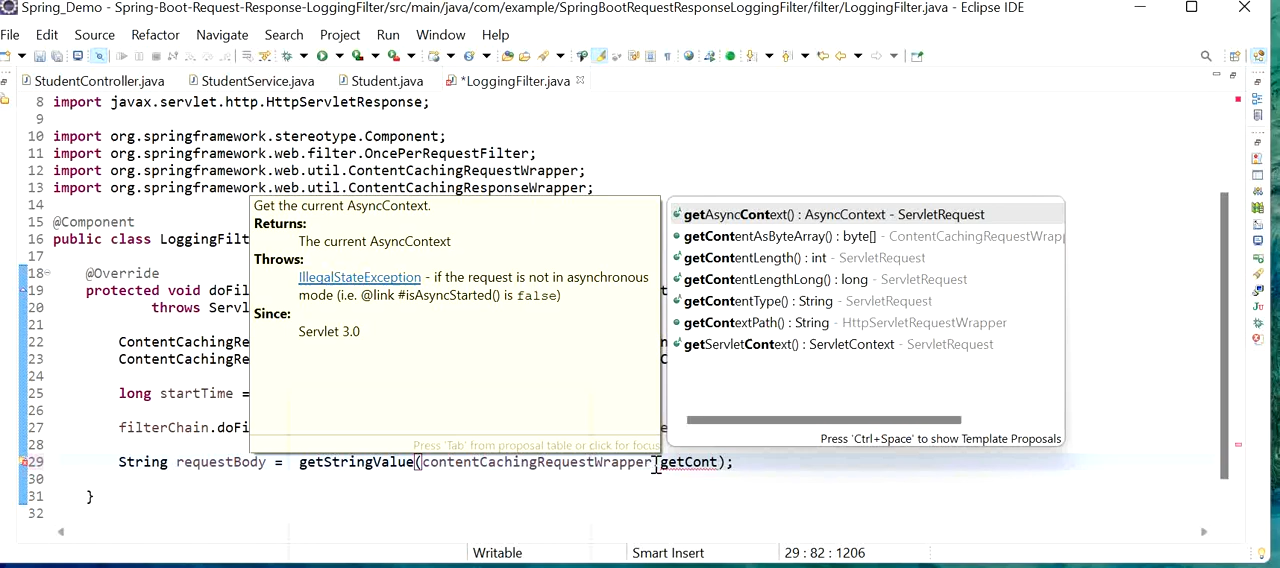 Spring_Demo - Spring-Boot-Request-Response-LoggingFilter/src/main/java/com/example/SpringBootRequestResponseLoggingFilter/filter/LoggingFilter.java - Eclipse IDE
File Edit Source Refactor Navigate Search Project Run Window Help
StudentController.java StudentService.java Student.java *LoggingFilter.java
8 import javax.servlet.http.HttpServletResponse;
9
10 import org.springframework.stereotype.Component;
11 import org.springframework.web.filter.OncePerRequestFilter;
12 import org.springframework.web.util.ContentCachingRequestWrapper;
13 import org.springframework.web.util.ContentCachingResponseWrapper;
14
15 @Component
16 public class LoggingFilt
17
18 @Override
19 protected void doFil
20 throws Servl
21
22 ContentCachingRe
23 ContentCachingRe
24
25 long startTime =
26
27 filterChain.doFi
28
29 String requestBody = getStringValue(contentCachingRequestWrapper.getCont);
30
31 }
32
Get the current AsyncContext.
Returns:
The current AsyncContext
Throws:
IllegalStateException - if the request is not in asynchronous
mode (i.e. @link #isAsyncStarted() is false)
Since:
Servlet 3.0
Press 'Tab' from proposal table or click for focus
getAsyncContext() : AsyncContext - ServletRequest
getContentAsByteArray() : byte[] - ContentCachingRequestWrapp
getContentLength() : int - ServletRequest
getContentLengthLong() : long - ServletRequest
getContentType() : String - ServletRequest
getContextPath() : String - HttpServletRequestWrapper
getServletContext() : ServletContext - ServletRequest
Press 'Ctrl+Space' to show Template Proposals
Writable Smart Insert 29 : 82 : 1206